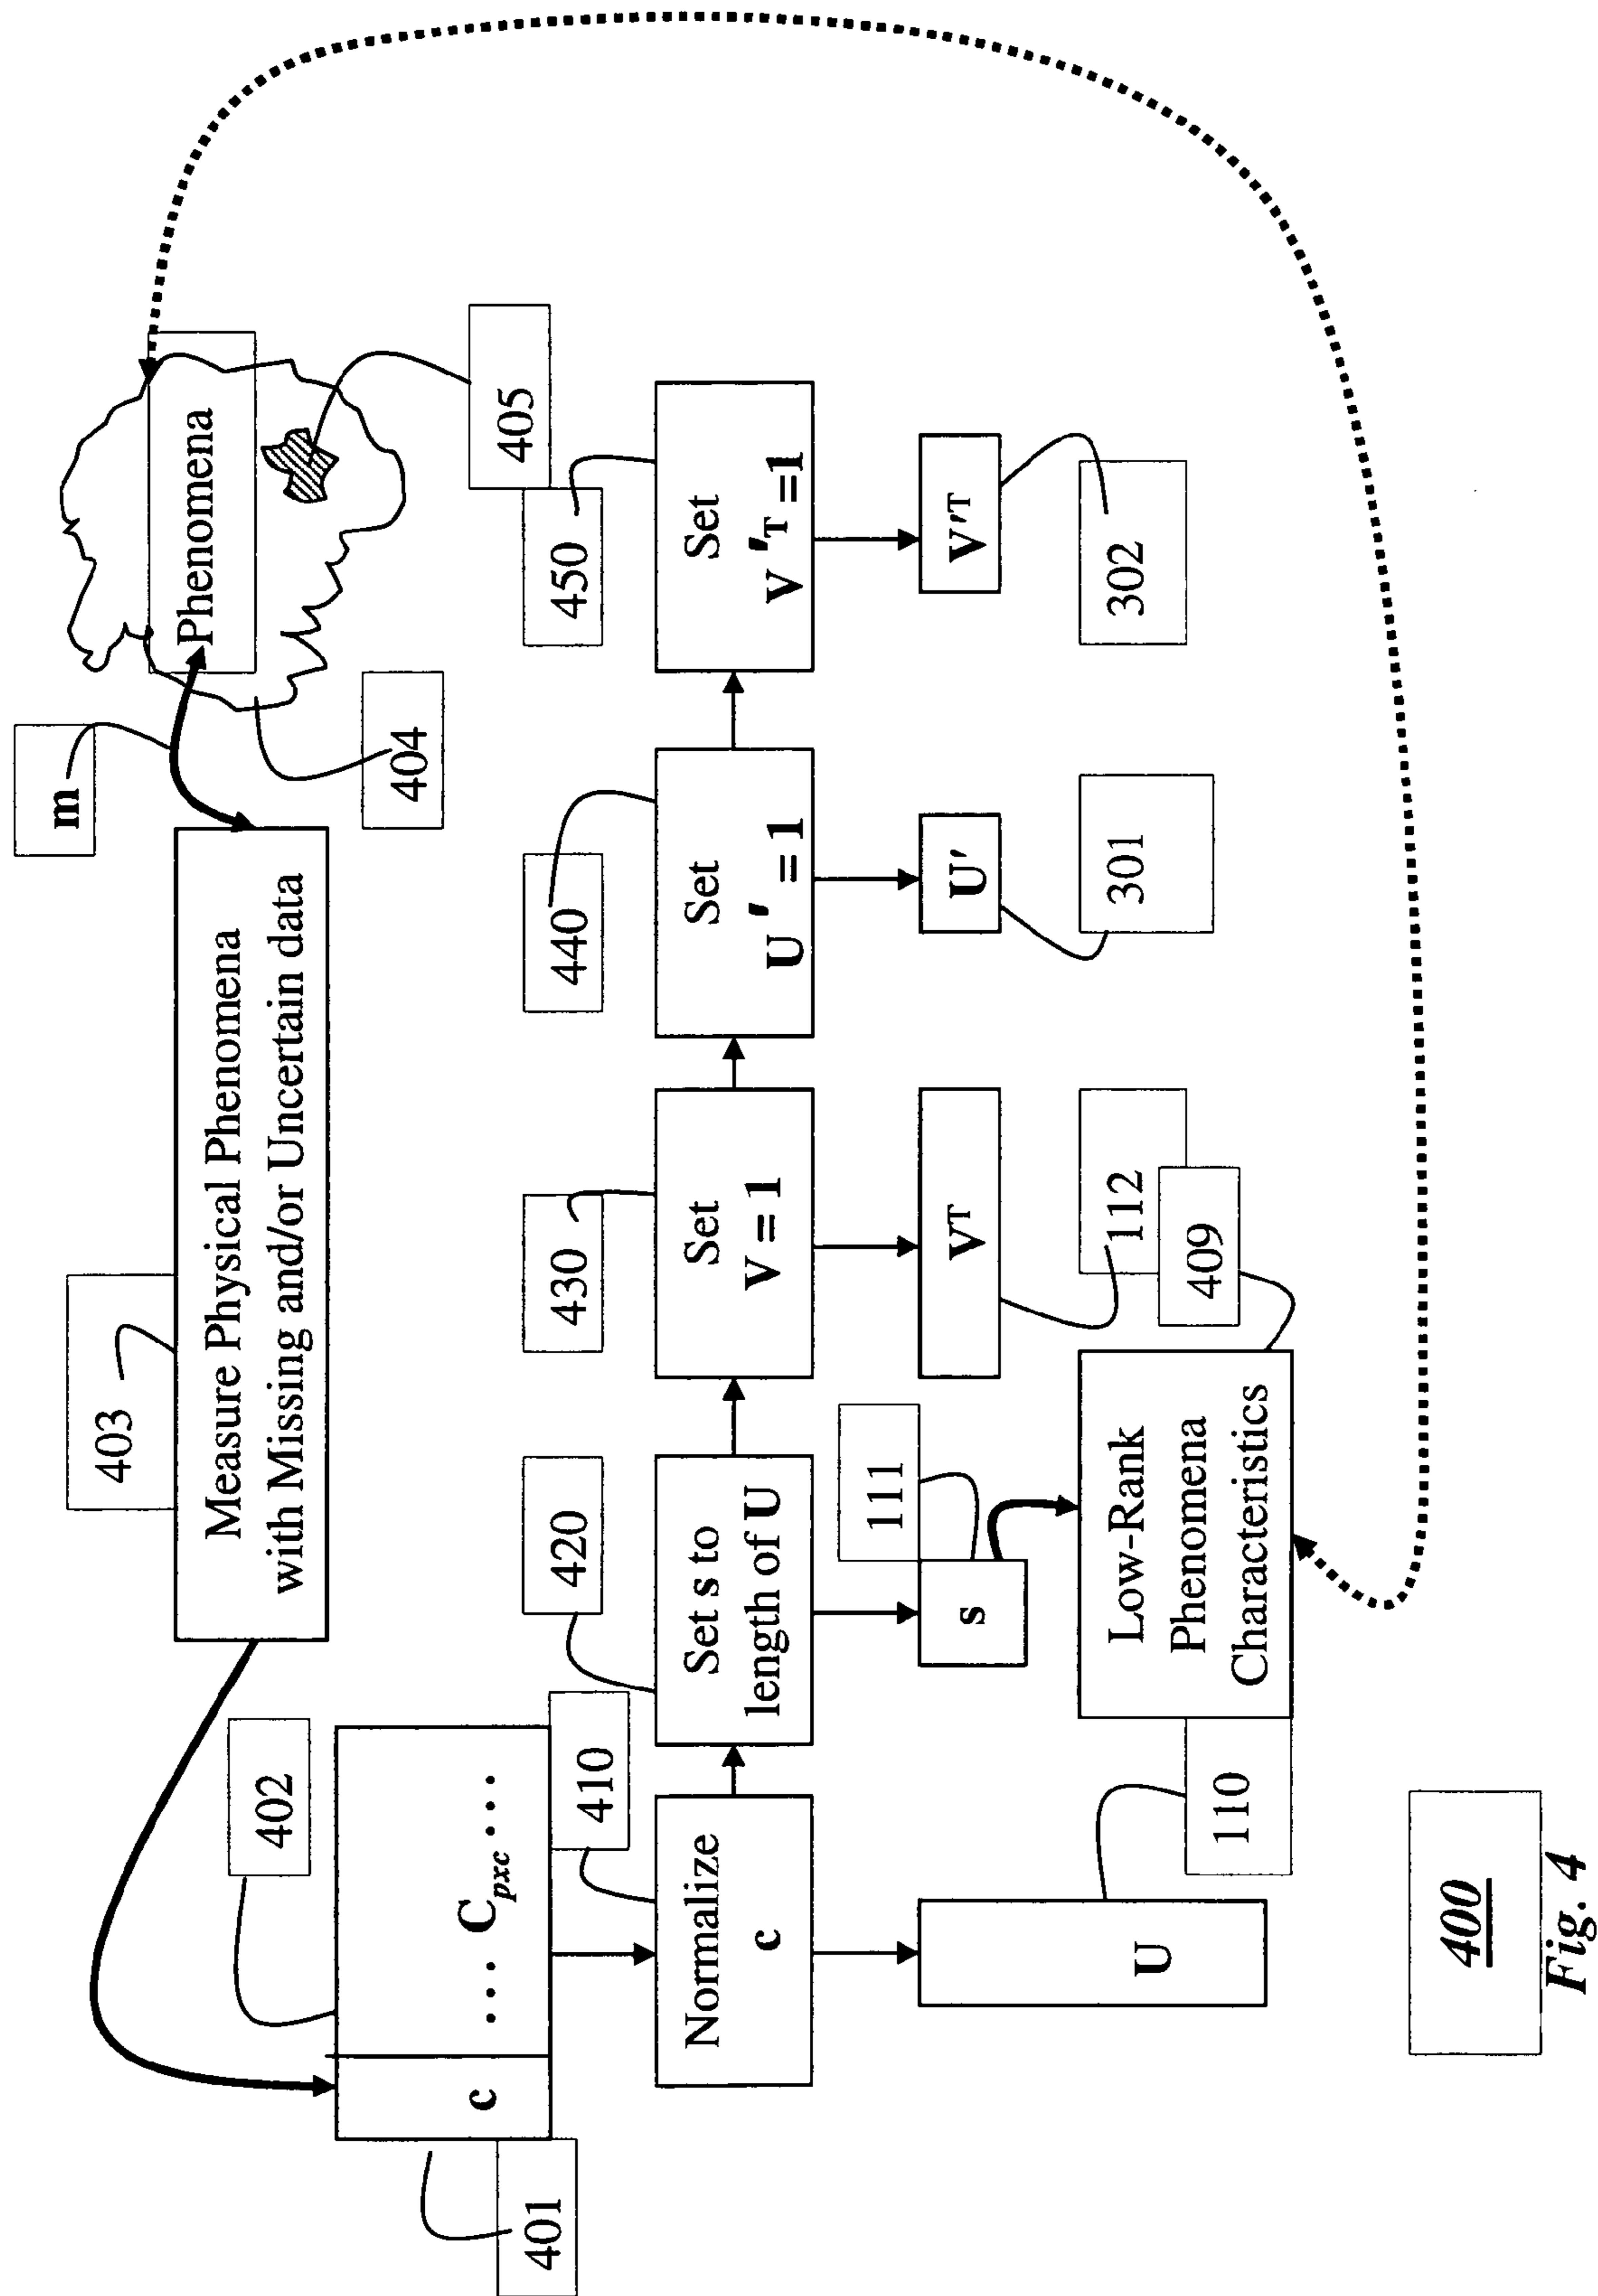 m
Phenomena
403
Measure Physical Phenomena
with Missing and/or Uncertain data
404
405
402
401
c
... C_pxc ...
410
420
430
440
450
Normalize
c
Set s to
length of U
Set
V = 1
Set
U' = 1
Set
V'T = 1
U
s
VT
U'
V'T
111
112
301
302
110
Low-Rank
Phenomena
Characteristics
409
400
Fig. 4